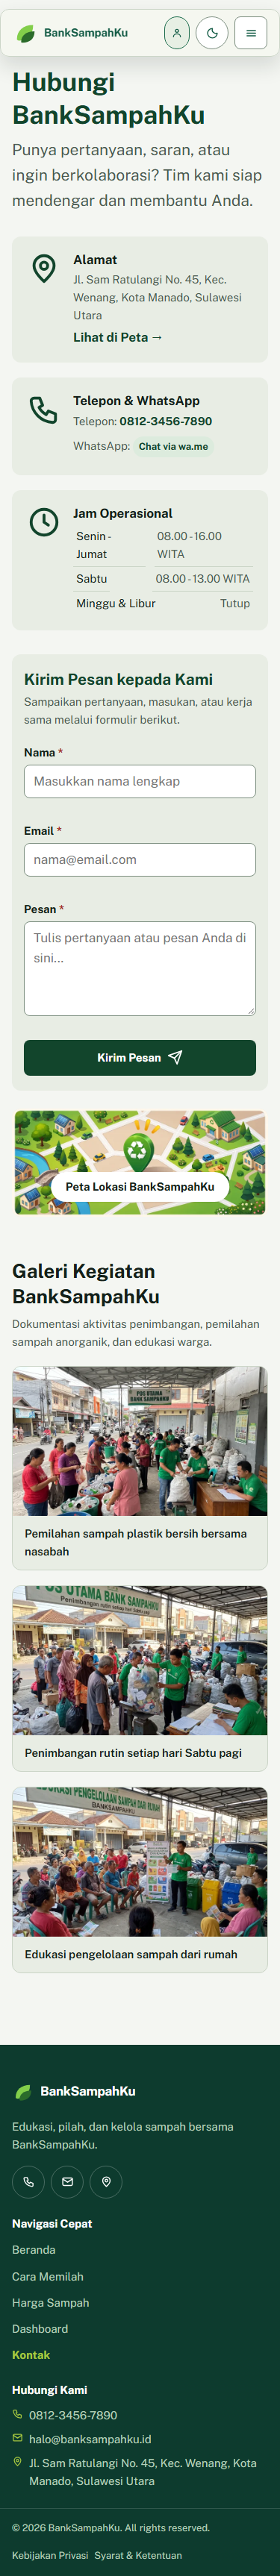 BankSampahKu
Hubungi
BankSampahKu
Punya pertanyaan, saran, atau
ingin berkolaborasi? Tim kami siap
mendengar dan membantu Anda.
Alamat
Jl. Sam Ratulangi No. 45, Kec.
Wenang, Kota Manado, Sulawesi
Utara
Lihat di Peta →
Telepon & WhatsApp
Telepon: 0812-3456-7890
WhatsApp: Chat via wa.me
Jam Operasional
Senin - 08.00 - 16.00
Jumat WITA
Sabtu 08.00 - 13.00 WITA
Minggu & Libur Tutup
Kirim Pesan kepada Kami
Sampaikan pertanyaan, masukan, atau kerja
sama melalui formulir berikut.
Nama *
Masukkan nama lengkap
Email *
nama@email.com
Pesan *
Tulis pertanyaan atau pesan Anda di
sini...
Kirim Pesan
Peta Lokasi BankSampahKu
Galeri Kegiatan
BankSampahKu
Dokumentasi aktivitas penimbangan, pemilahan
sampah anorganik, dan edukasi warga.
POS UTAMA
BANK SAMPAH
Pemilahan sampah plastik bersih bersama
nasabah
POS UTAMA BANK SAMPAH
Penimbangan rutin setiap hari Sabtu pagi
EDUKASI PENGELOLAAN SAMPAH DARI RUMAH
BANKSAMPAHKU
Edukasi pengelolaan sampah dari rumah
BankSampahKu
Edukasi, pilah, dan kelola sampah bersama
BankSampahKu.
Navigasi Cepat
Beranda
Cara Memilah
Harga Sampah
Dashboard
Kontak
Hubungi Kami
0812-3456-7890
halo@banksampahku.id
Jl. Sam Ratulangi No. 45, Kec. Wenang, Kota
Manado, Sulawesi Utara
© 2026 BankSampahKu. All rights reserved.
Kebijakan Privasi Syarat & Ketentuan